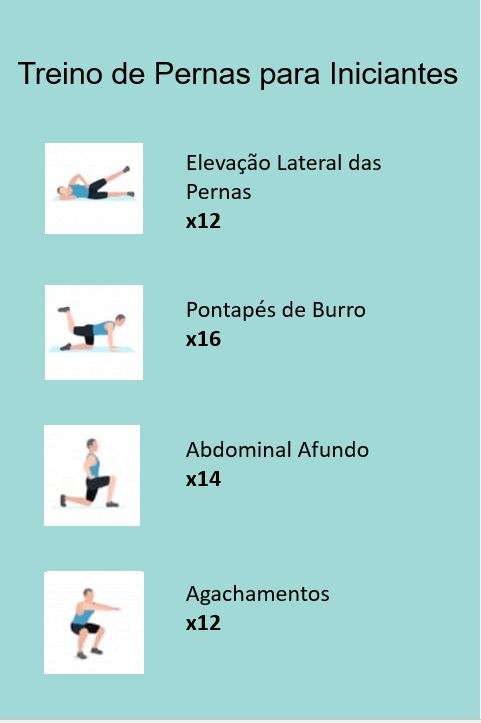 Treino de Pernas para Iniciantes
Elevação Lateral das
Pernas
x12
Pontapés de Burro
x16
Abdominal Afundo
x14
Agachamentos
x12